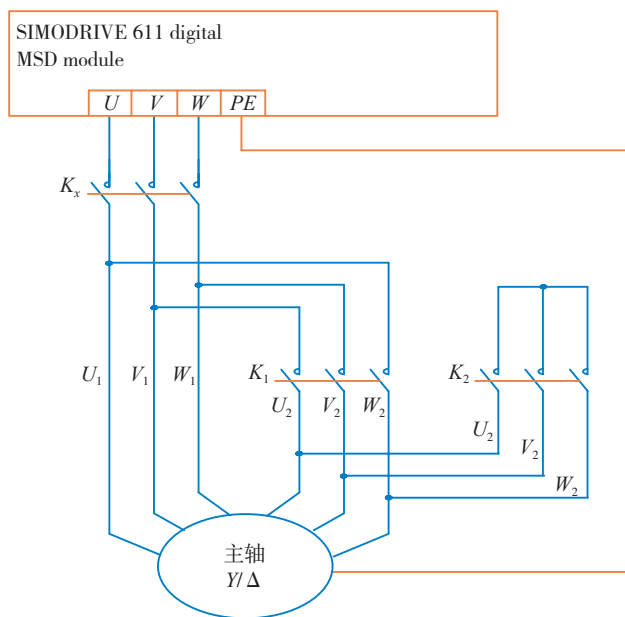 SIMODRIVE 611 digital
MSD module
U V W PE
Kx
U1 V1 W1 K1 K2
U2 V2 W2
U2
V2
W2
主轴
Y/Δ